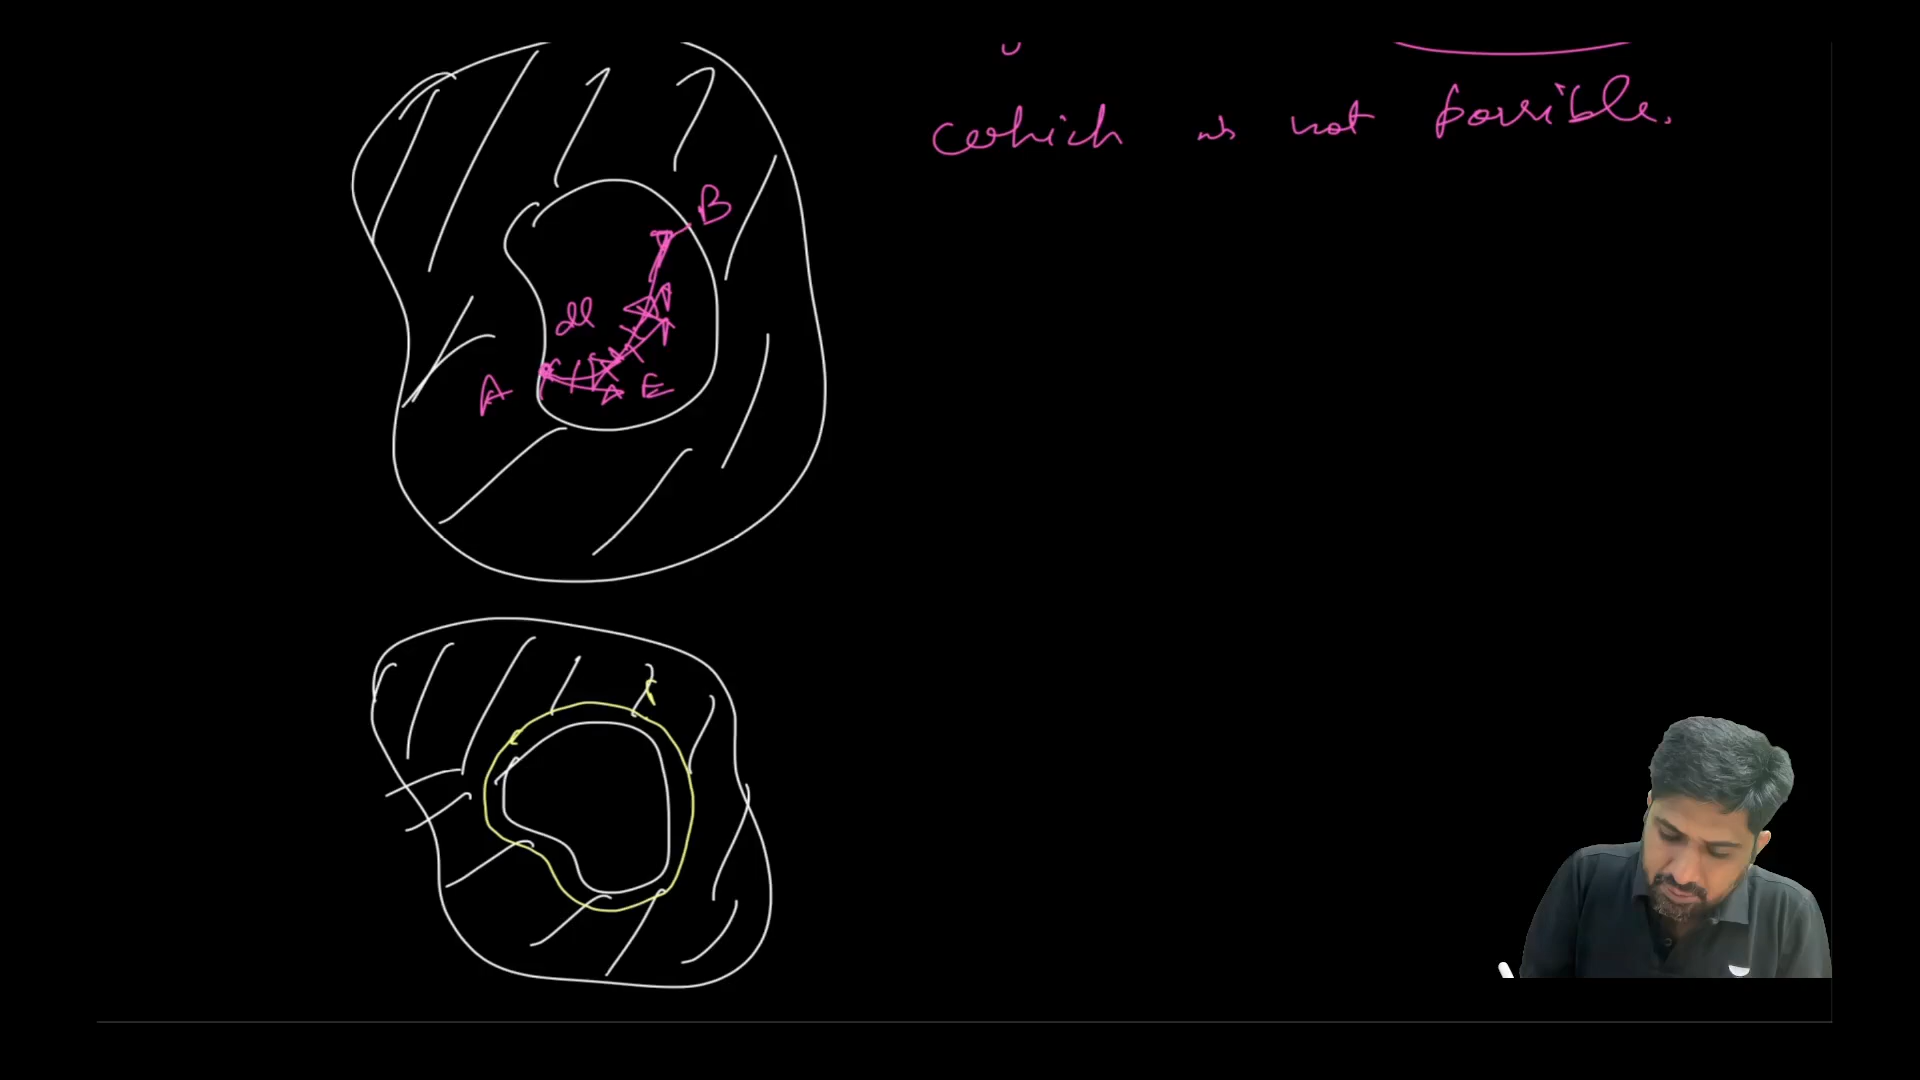 which is not possible.
B
dl
A
E